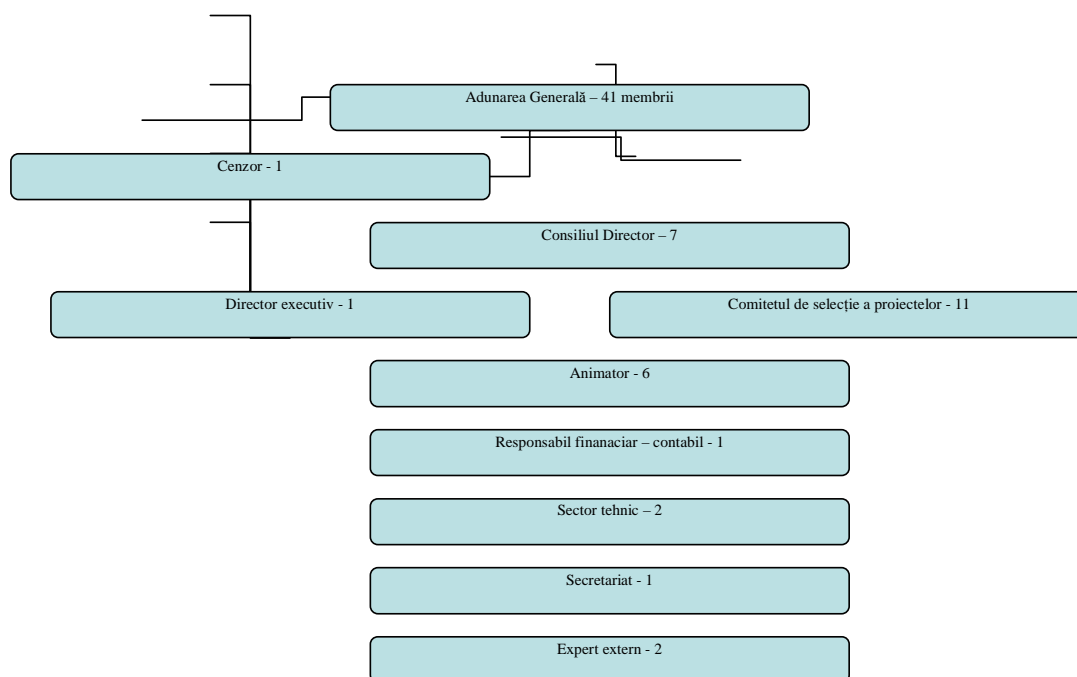 Adunarea Generală – 41 membrii
Cenzor - 1
Consiliul Director – 7
Director executiv - 1
Comitetul de selecție a proiectelor - 11
Animator - 6
Responsabil finanaciar – contabil - 1
Sector tehnic – 2
Secretariat - 1
Expert extern - 2